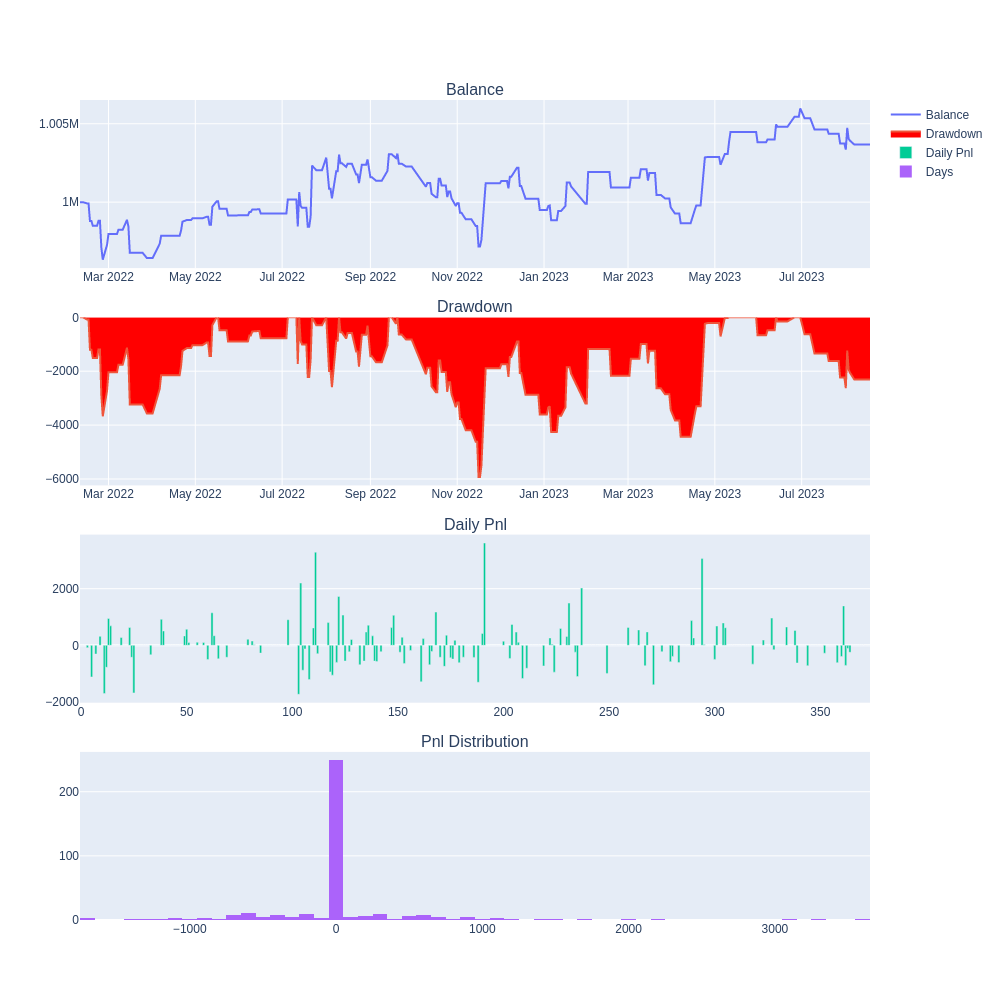 Balance
1.005M
1M
Mar 2022 May 2022 Jul 2022 Sep 2022 Nov 2022 Jan 2023 Mar 2023 May 2023 Jul 2023
Balance
Drawdown
Daily Pnl
Days
Drawdown
0
−2000
−4000
−6000
Mar 2022 May 2022 Jul 2022 Sep 2022 Nov 2022 Jan 2023 Mar 2023 May 2023 Jul 2023
Daily Pnl
2000
0
−2000
0 50 100 150 200 250 300 350
Pnl Distribution
200
100
0
−1000 0 1000 2000 3000